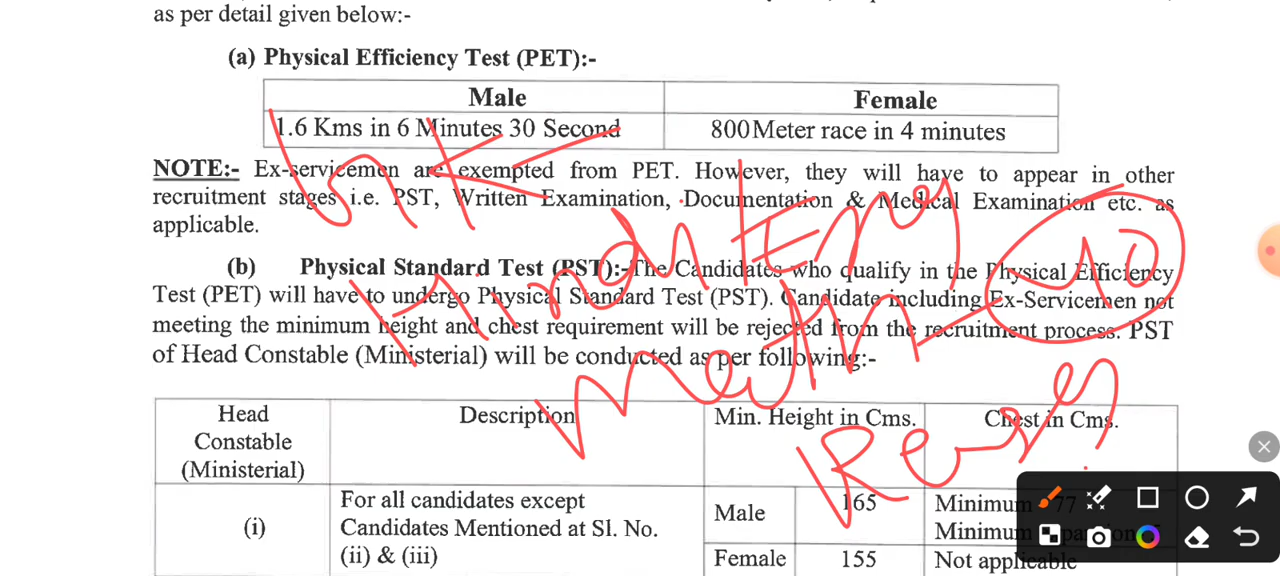 as per detail given below:-
(a) Physical Efficiency Test (PET):-
Male Female
1.6 Kms in 6 Minutes 30 Second 800 Meter race in 4 minutes
NOTE:- Ex-servicemen are exempted from PET. However, they will have to appear in other
recruitment stages i.e. PST, Written Examination, Documentation & Medical Examination etc. as
applicable.
(b) Physical Standard Test (PST):-The Candidates who qualify in the Physical Efficiency
Test (PET) will have to undergo Physical Standard Test (PST). Candidate including Ex-Servicemen not
meeting the minimum height and chest requirement will be rejected from the recruitment process. PST
of Head Constable (Ministerial) will be conducted as per following:-
Head Constable (Ministerial) Description Min. Height in Cms. Chest in Cms.
(i) For all candidates except
Candidates Mentioned at Sl. No.
(ii) & (iii)
Male 165 Minimum 77
Minimum
Female 155 Not applicable
GK
Hindi Eng
Math